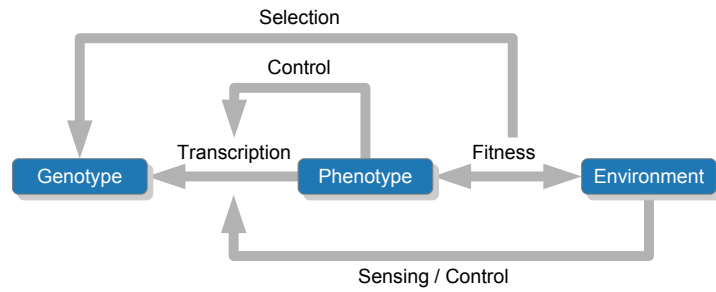 Selection
Control
Transcription
Fitness
Genotype
Phenotype
Environment
Sensing / Control